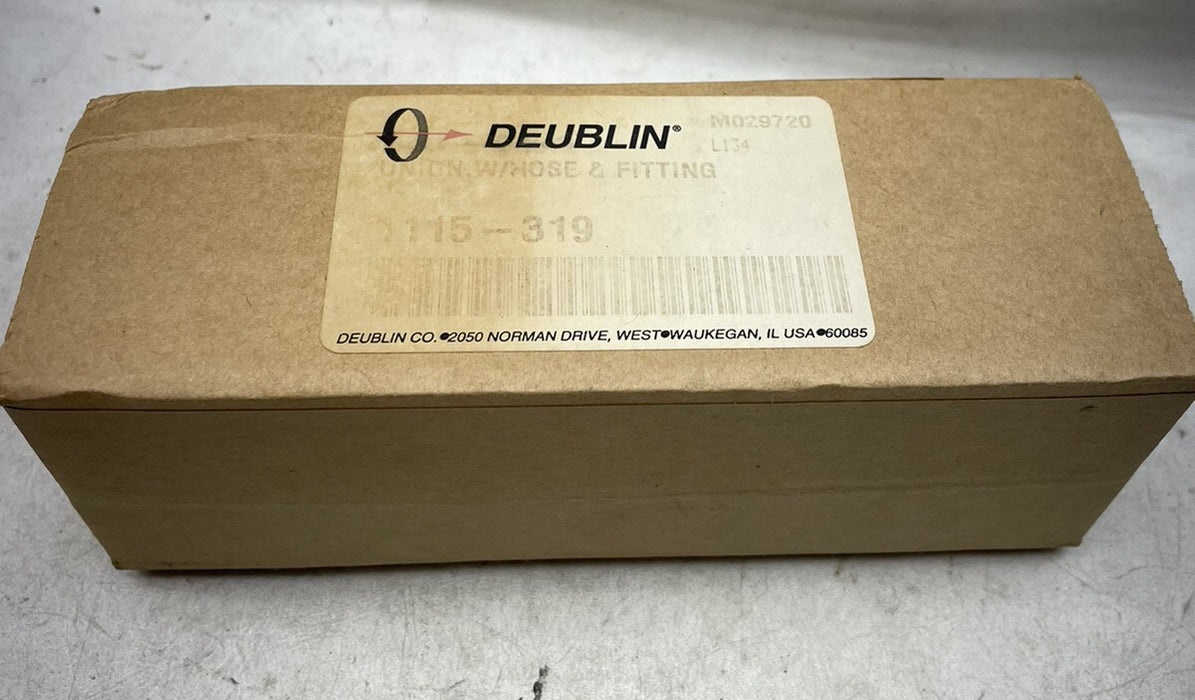 DEUBLIN®
M029720
L134
UNION W/HOSE & FITTING
1115-319
DEUBLIN CO.●2050 NORMAN DRIVE, WEST●WAUKEGAN, IL USA●60085